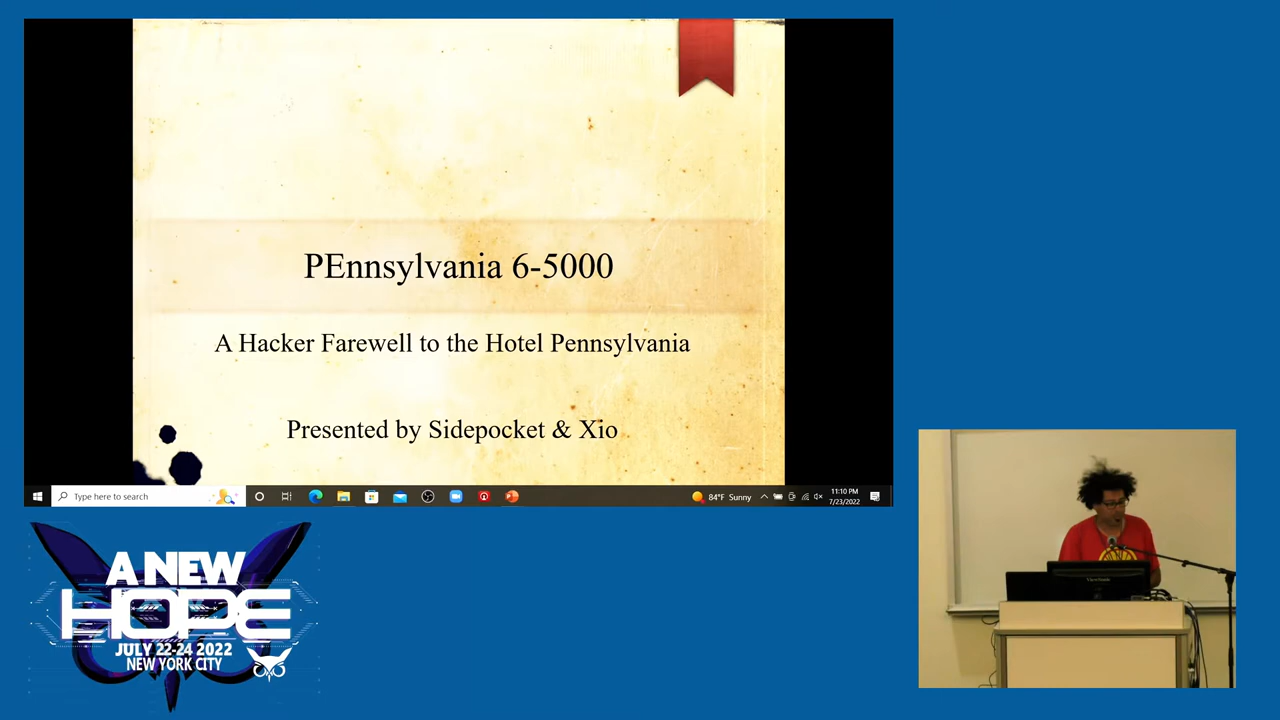 PEnnsylvania 6-5000
A Hacker Farewell to the Hotel Pennsylvania
Presented by Sidepocket & Xio
Type here to search
84°F Sunny
11:10 PM
7/23/2022
A NEW
HOPE
JULY 22-24 2022
NEW YORK CITY
ViewSonic